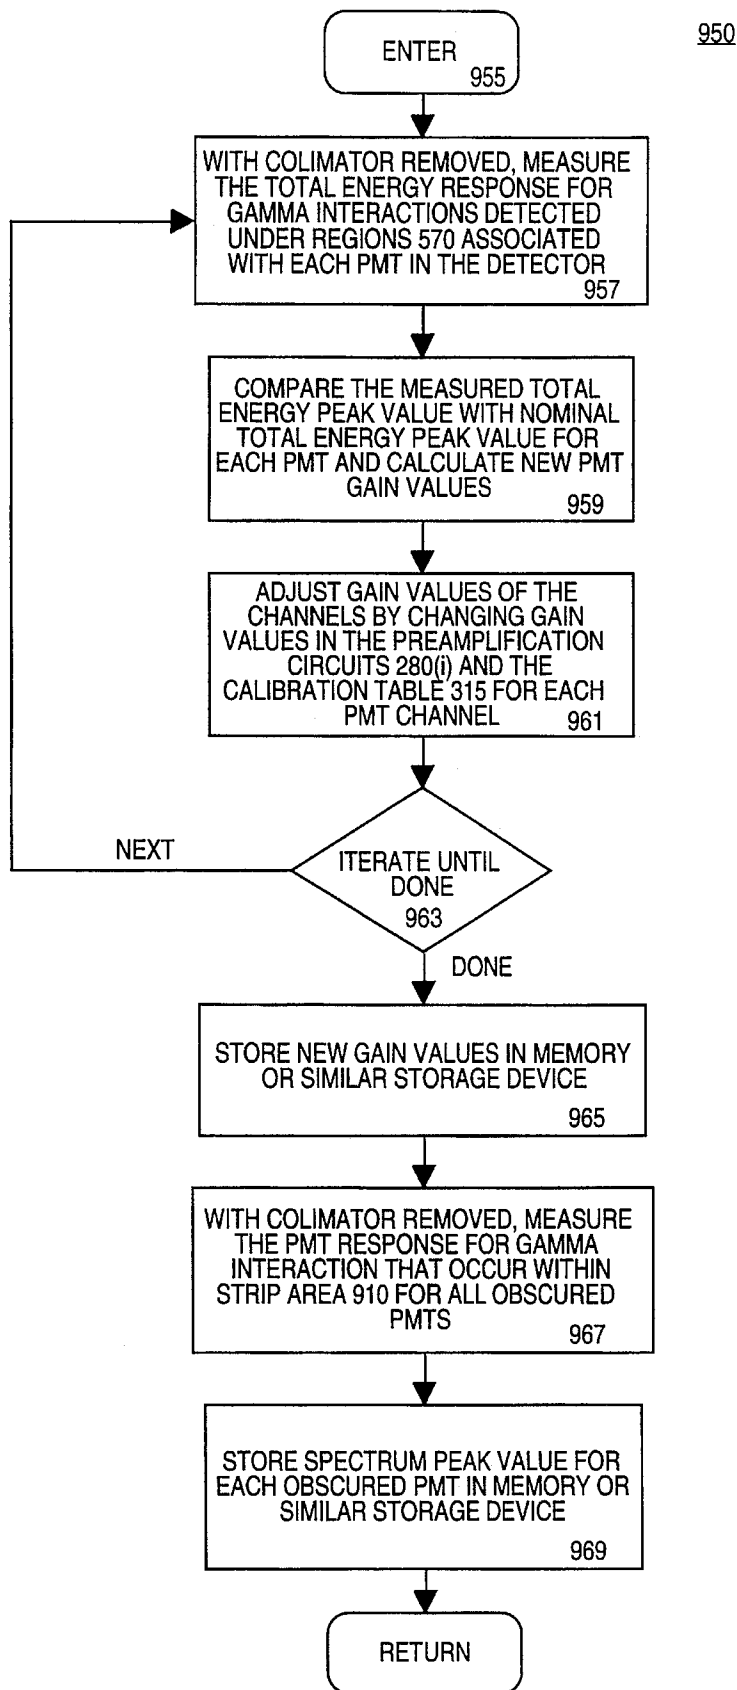 950
ENTER
955
WITH COLIMATOR REMOVED, MEASURE
THE TOTAL ENERGY RESPONSE FOR
GAMMA INTERACTIONS DETECTED
UNDER REGIONS 570 ASSOCIATED
WITH EACH PMT IN THE DETECTOR
957
COMPARE THE MEASURED TOTAL
ENERGY PEAK VALUE WITH NOMINAL
TOTAL ENERGY PEAK VALUE FOR
EACH PMT AND CALCULATE NEW PMT
GAIN VALUES
959
ADJUST GAIN VALUES OF THE
CHANNELS BY CHANGING GAIN
VALUES IN THE PREAMPLIFICATION
CIRCUITS 280(i) AND THE
CALIBRATION TABLE 315 FOR EACH
PMT CHANNEL
961
NEXT
ITERATE UNTIL
DONE
963
DONE
STORE NEW GAIN VALUES IN MEMORY
OR SIMILAR STORAGE DEVICE
965
WITH COLIMATOR REMOVED, MEASURE
THE PMT RESPONSE FOR GAMMA
INTERACTION THAT OCCUR WITHIN
STRIP AREA 910 FOR ALL OBSCURED
PMTS
967
STORE SPECTRUM PEAK VALUE FOR
EACH OBSCURED PMT IN MEMORY OR
SIMILAR STORAGE DEVICE
969
RETURN